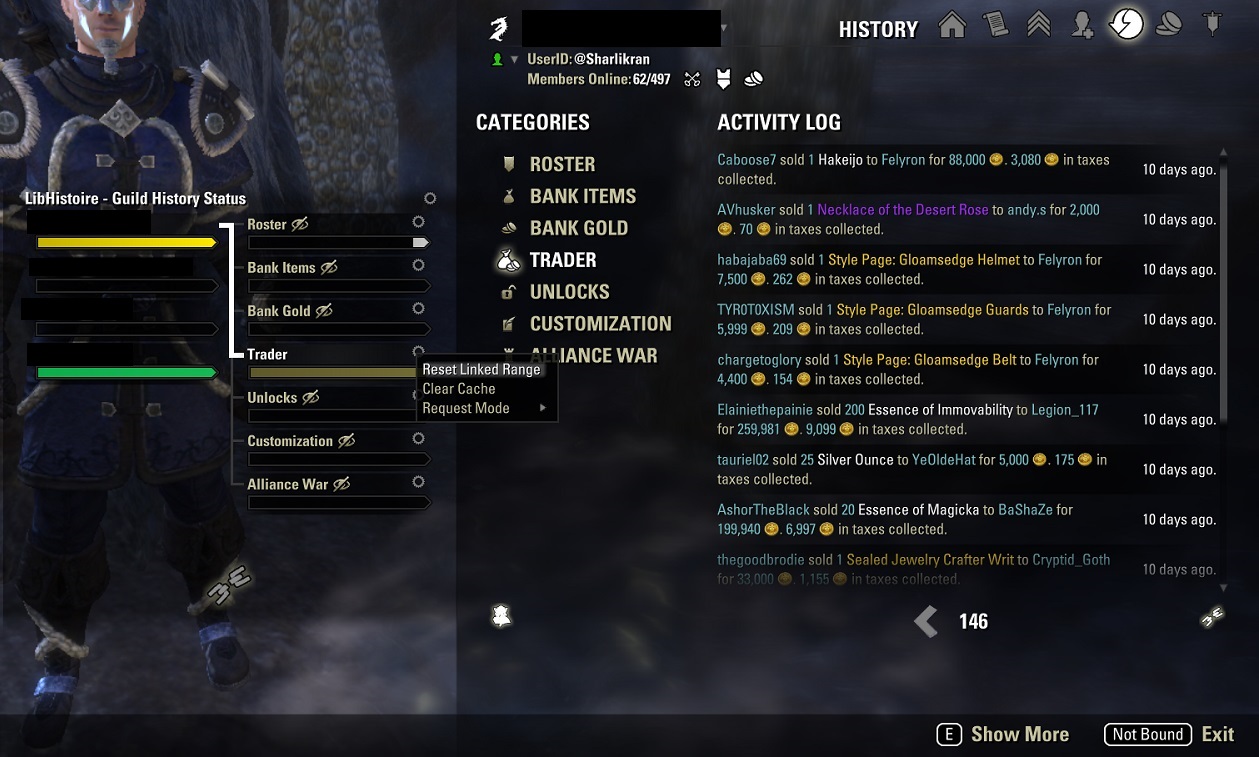 HISTORY
UserID:@Sharlikran
Members Online:62/497
CATEGORIES
ROSTER
BANK ITEMS
BANK GOLD
TRADER
UNLOCKS
CUSTOMIZATION
ALLIANCE WAR
LibHistoire - Guild History Status
Roster
Bank Items
Bank Gold
Trader
Unlocks
Customization
Alliance War
Reset Linked Range
Clear Cache
Request Mode
ACTIVITY LOG
Caboose7 sold 1 Hakeijo to Felyron for 88,000 . 3,080 in taxes
collected.
10 days ago.
AVhusker sold 1 Necklace of the Desert Rose to andy.s for 2,000
. 70 in taxes collected.
10 days ago.
habajaba69 sold 1 Style Page: Gloamsedge Helmet to Felyron for
7,500 . 262 in taxes collected.
10 days ago.
TYR0T0XISM sold 1 Style Page: Gloamsedge Guards to Felyron for
5,999 . 209 in taxes collected.
10 days ago.
chargetoglory sold 1 Style Page: Gloamsedge Belt to Felyron for
4,400 . 154 in taxes collected.
10 days ago.
Elainiethepainie sold 200 Essence of Immovability to Legion_117
for 259,981 . 9,099 in taxes collected.
10 days ago.
tauriel02 sold 25 Silver Ounce to YeOldeHat for 5,000 . 175 in
taxes collected.
10 days ago.
AshorTheBlack sold 20 Essence of Magicka to BaShaZe for
199,940 . 6,997 in taxes collected.
10 days ago.
thegoodbrodie sold 1 Sealed Jewelry Crafter Writ to Cryptid_Goth
for 33,000 . 1,155 in taxes collected.
10 days ago.
146
E Show More
Not Bound Exit